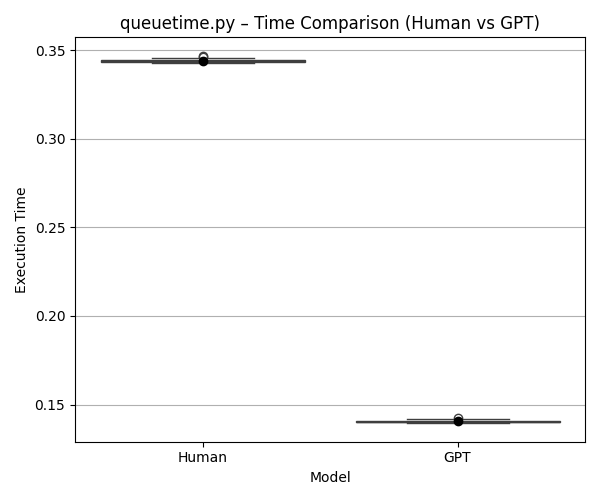 queuetime.py – Time Comparison (Human vs GPT)
0.35
0.30
0.25
0.20
0.15
Execution Time
Human
GPT
Model